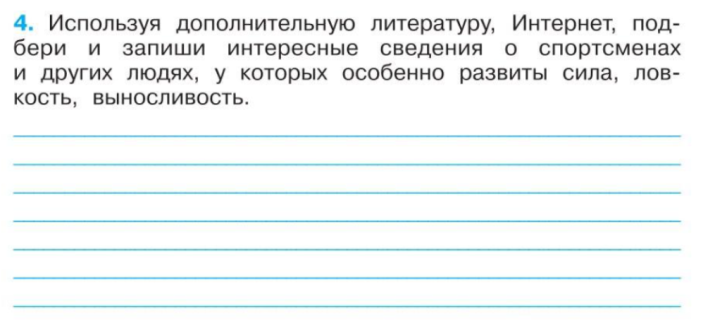 4. Используя дополнительную литературу, Интернет, под-
бери и запиши интересные сведения о спортсменах
и других людях, у которых особенно развиты сила, лов-
кость, выносливость.